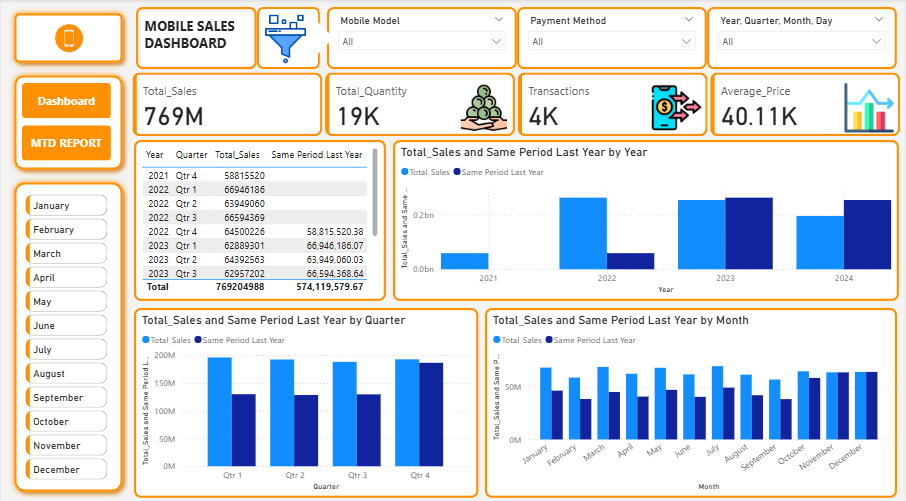 MOBILE SALES
DASHBOARD
Mobile Model
All
Payment Method
All
Year, Quarter, Month, Day
All
Dashboard
MTD REPORT
Total_Sales
769M
Total_Quantity
19K
Transactions
4K
Average_Price
40.11K
January
February
March
April
May
June
July
August
September
October
November
December
Year Quarter Total_Sales Same Period Last Year
2021 Qtr 4 58815520
2022 Qtr 1 66946186
2022 Qtr 2 63949060
2022 Qtr 3 66594369
2022 Qtr 4 64500226 58,815,520.38
2023 Qtr 1 62889301 66,946,186.07
2023 Qtr 2 64392563 63,949,060.03
2023 Qtr 3 62957202 66,594,368.64
Total 769204988 574,119,579.67
Total_Sales and Same Period Last Year by Year
Total_Sales Same Period Last Year
Total_Sales and Same ...
0.2bn
0.0bn
2021 2022 2023 2024
Year
Total_Sales and Same Period Last Year by Quarter
Total_Sales Same Period Last Year
Total_Sales and Same Period L...
200M
150M
100M
50M
0M
Qtr 1 Qtr 2 Qtr 3 Qtr 4
Quarter
Total_Sales and Same Period Last Year by Month
Total_Sales Same Period Last Year
Total_Sales and Same P...
50M
0M
January February March April May June July August September October November December
Month